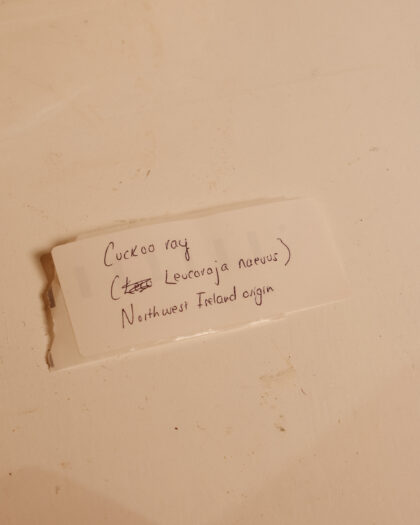 Cuckoo ray
( Leucoraja naevus)
Northwest Ireland origin